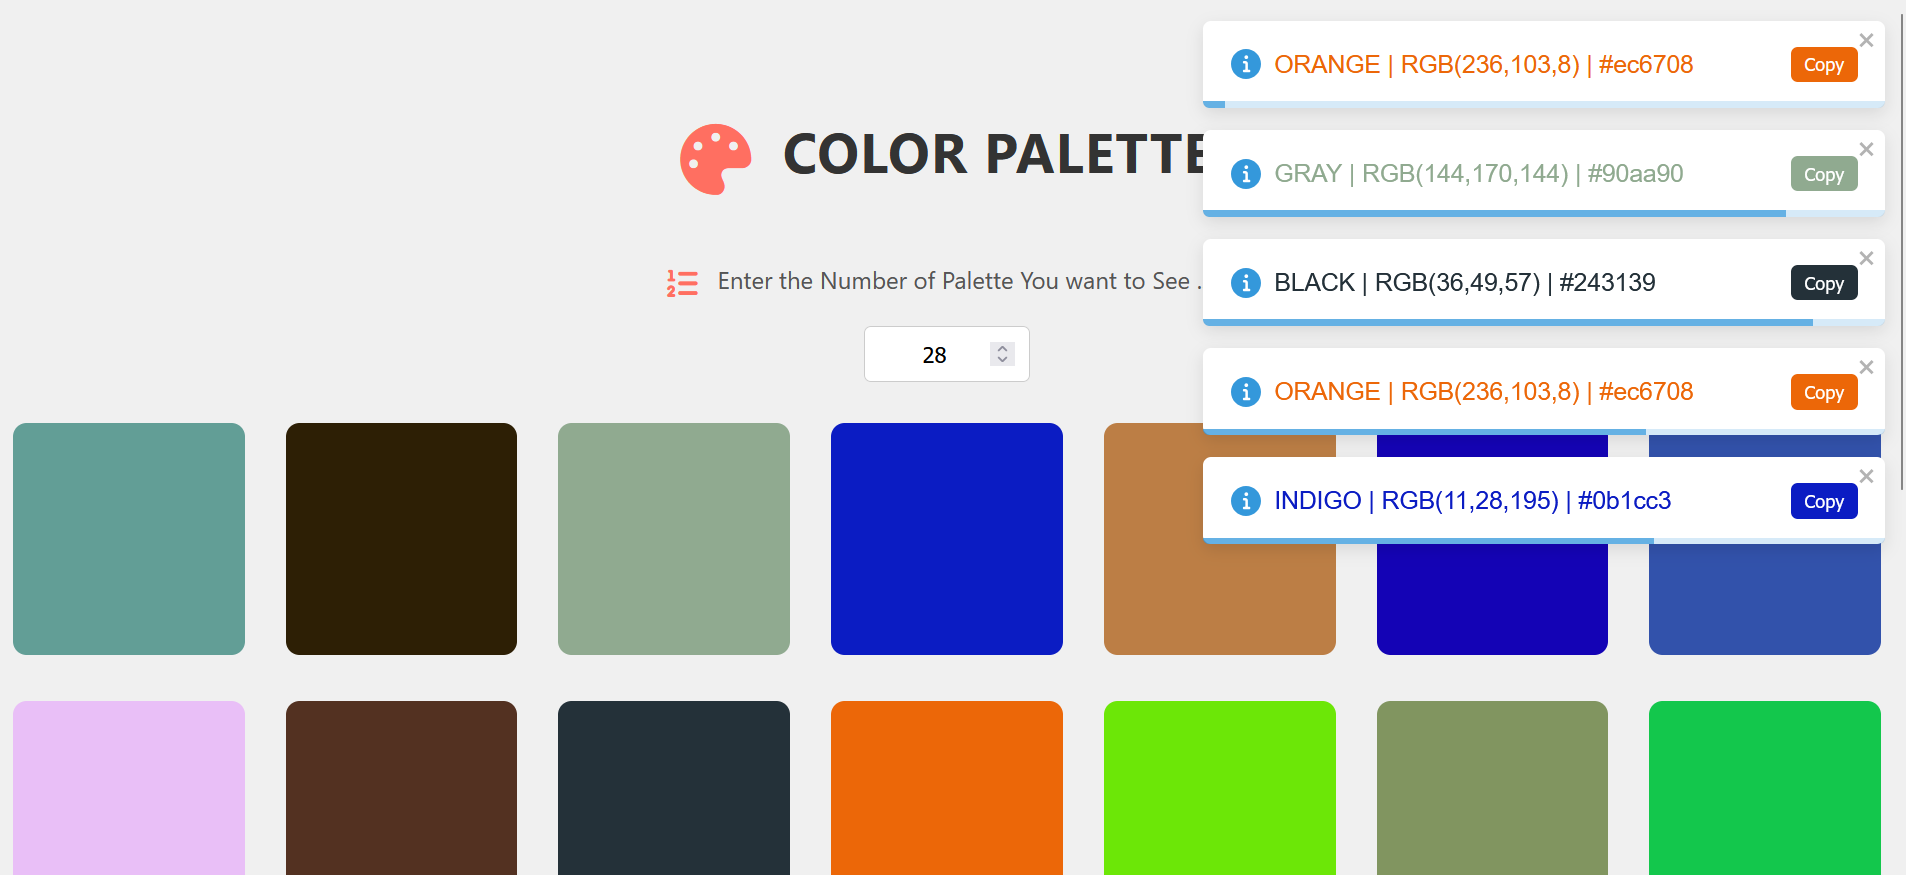 COLOR PALETTE
Enter the Number of Palette You want to See .
28
ORANGE | RGB(236,103,8) | #ec6708
Copy
GRAY | RGB(144,170,144) | #90aa90
Copy
BLACK | RGB(36,49,57) | #243139
Copy
ORANGE | RGB(236,103,8) | #ec6708
Copy
INDIGO | RGB(11,28,195) | #0b1cc3
Copy